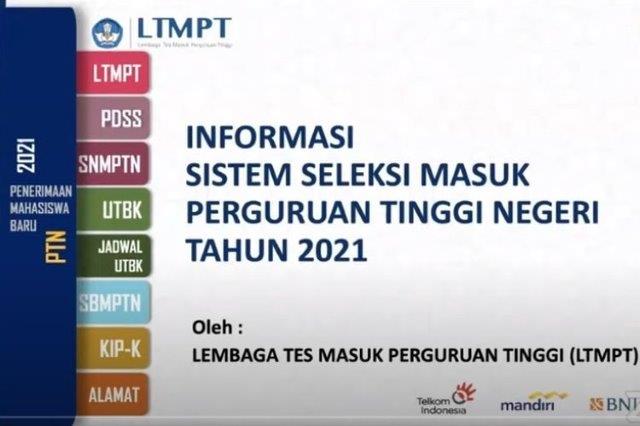 LTMPT
Lembaga Tes Masuk Perguruan Tinggi
2021
PENERIMAAN
MAHASISWA
BARU
PTN
LTMPT
PDSS
SNMPTN
UTBK
JADWAL
UTBK
SBMPTN
KIP-K
ALAMAT
INFORMASI
SISTEM SELEKSI MASUK
PERGURUAN TINGGI NEGERI
TAHUN 2021
Oleh :
LEMBAGA TES MASUK PERGURUAN TINGGI (LTMPT)
Telkom
Indonesia
mandiri
BNI